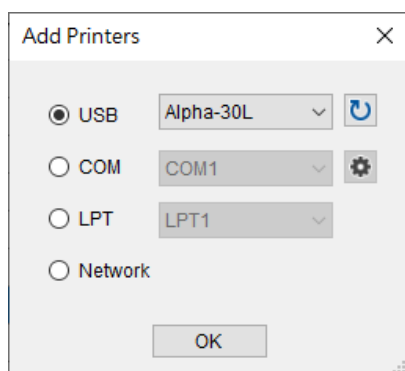 Add Printers
USB Alpha-30L
COM COM1
LPT LPT1
Network
OK